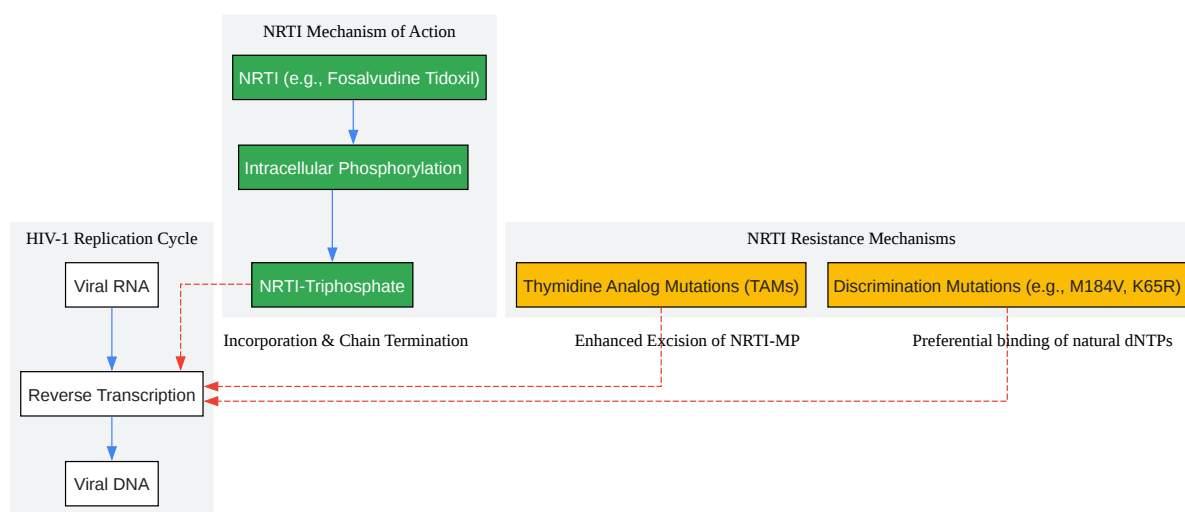 NRTI Mechanism of Action
NRTI (e.g., Fosalvudine Tidoxil)
Intracellular Phosphorylation
HIV-1 Replication Cycle
NRTI Resistance Mechanisms
Viral RNA
NRTI-Triphosphate
Thymidine Analog Mutations (TAMs)
Discrimination Mutations (e.g., M184V, K65R)
Incorporation & Chain Termination
Enhanced Excision of NRTI-MP
Preferential binding of natural dNTPs
Reverse Transcription
Viral DNA